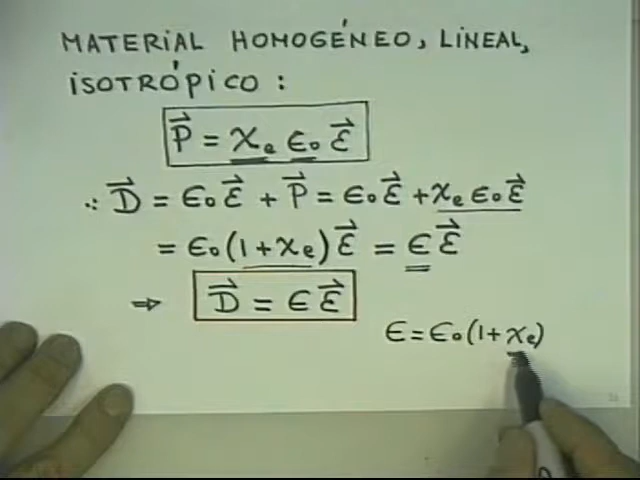 MATERIAL HOMOGÉNEO, LINEAL,
ISOTRÓPICO :
P⃗ = χₑ ϵ₀ ℰ⃗
∴ D⃗ = ϵ₀ℰ⃗ + P⃗ = ϵ₀ℰ⃗ + χₑ ϵ₀ℰ⃗
= ϵ₀(1+χₑ)ℰ⃗ = ϵℰ⃗
⇒ D⃗ = ϵℰ⃗
ϵ=ϵ₀(1+χₑ)